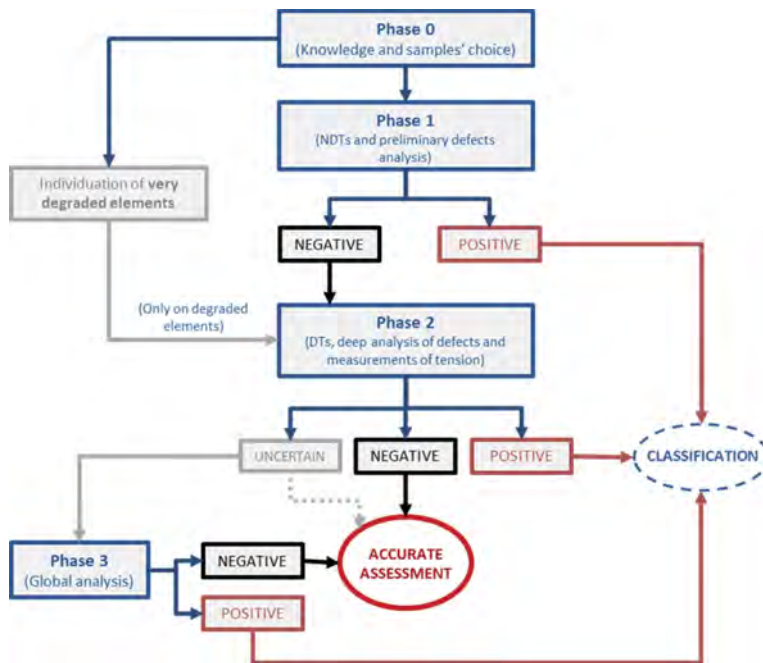 Phase 0
(Knowledge and samples' choice)
Phase 1
(NDTs and preliminary defects
analysis)
Individuation of very
degraded elements
NEGATIVE
POSITIVE
(Only on degraded
elements)
Phase 2
(DTs, deep analysis of defects and
measurements of tension)
UNCERTAIN
NEGATIVE
POSITIVE
CLASSIFICATION
Phase 3
(Global analysis)
NEGATIVE
ACCURATE
ASSESSMENT
POSITIVE